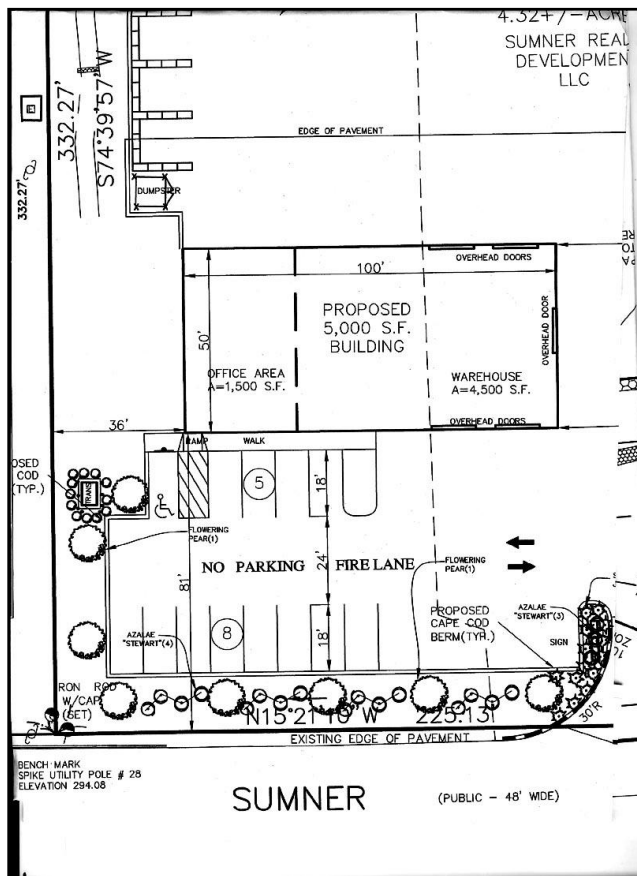 4.32+/-ACRE
SUMNER REAL
DEVELOPMEN
LLC
332.27'
S74°39'57" W
332.27'
EDGE OF PAVEMENT
DUMPSTER
OVERHEAD DOORS
100'
PROPOSED
5,000 S.F.
BUILDING
OVERHEAD DOOR
50'
OFFICE AREA
A=1,500 S.F.
WAREHOUSE
A=4,500 S.F.
OVERHEAD DOORS
36'
RAMP
WALK
OSED
COD
(TYP.)
TRANS
5
18'
FLOWERING
PEAR(1)
NO PARKING FIRE LANE
24'
FLOWERING
PEAR(1)
81'
AZALAE
"STEWART"(4)
8
18'
PROPOSED
CAPE COD
BERM(TYP.)
AZALAE
"STEWART"(3)
SIGN
RON ROD
W/CAP
(SET)
N15°21'10" W 225.13'
30'R
EXISTING EDGE OF PAVEMENT
BENCH MARK
SPIKE UTILITY POLE # 28
ELEVATION 294.08
SUMNER
(PUBLIC - 48' WIDE)